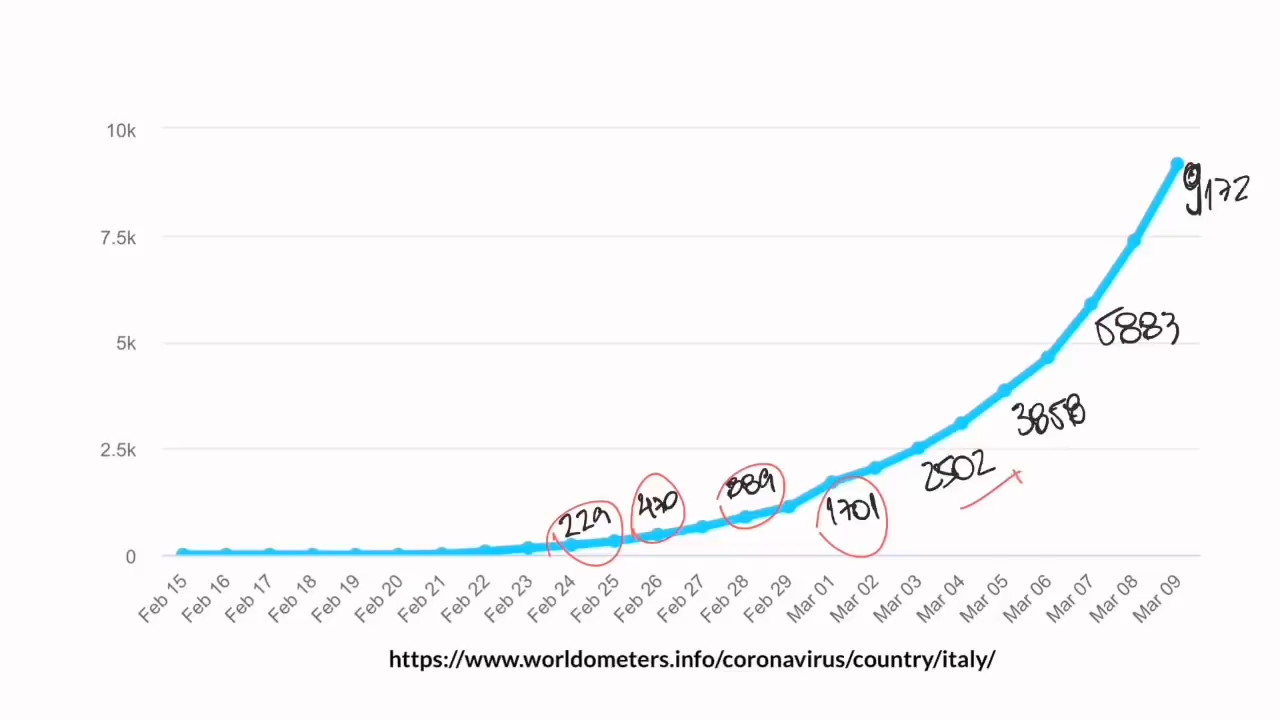 10k
9172
7.5k
5k
5883
3858
2.5k
2502
889
470
1701
229
0
Feb 15
Feb 16
Feb 17
Feb 18
Feb 19
Feb 20
Feb 21
Feb 22
Feb 23
Feb 24
Feb 25
Feb 26
Feb 27
Feb 28
Feb 29
Mar 01
Mar 02
Mar 03
Mar 04
Mar 05
Mar 06
Mar 07
Mar 08
Mar 09
https://www.worldometers.info/coronavirus/country/italy/